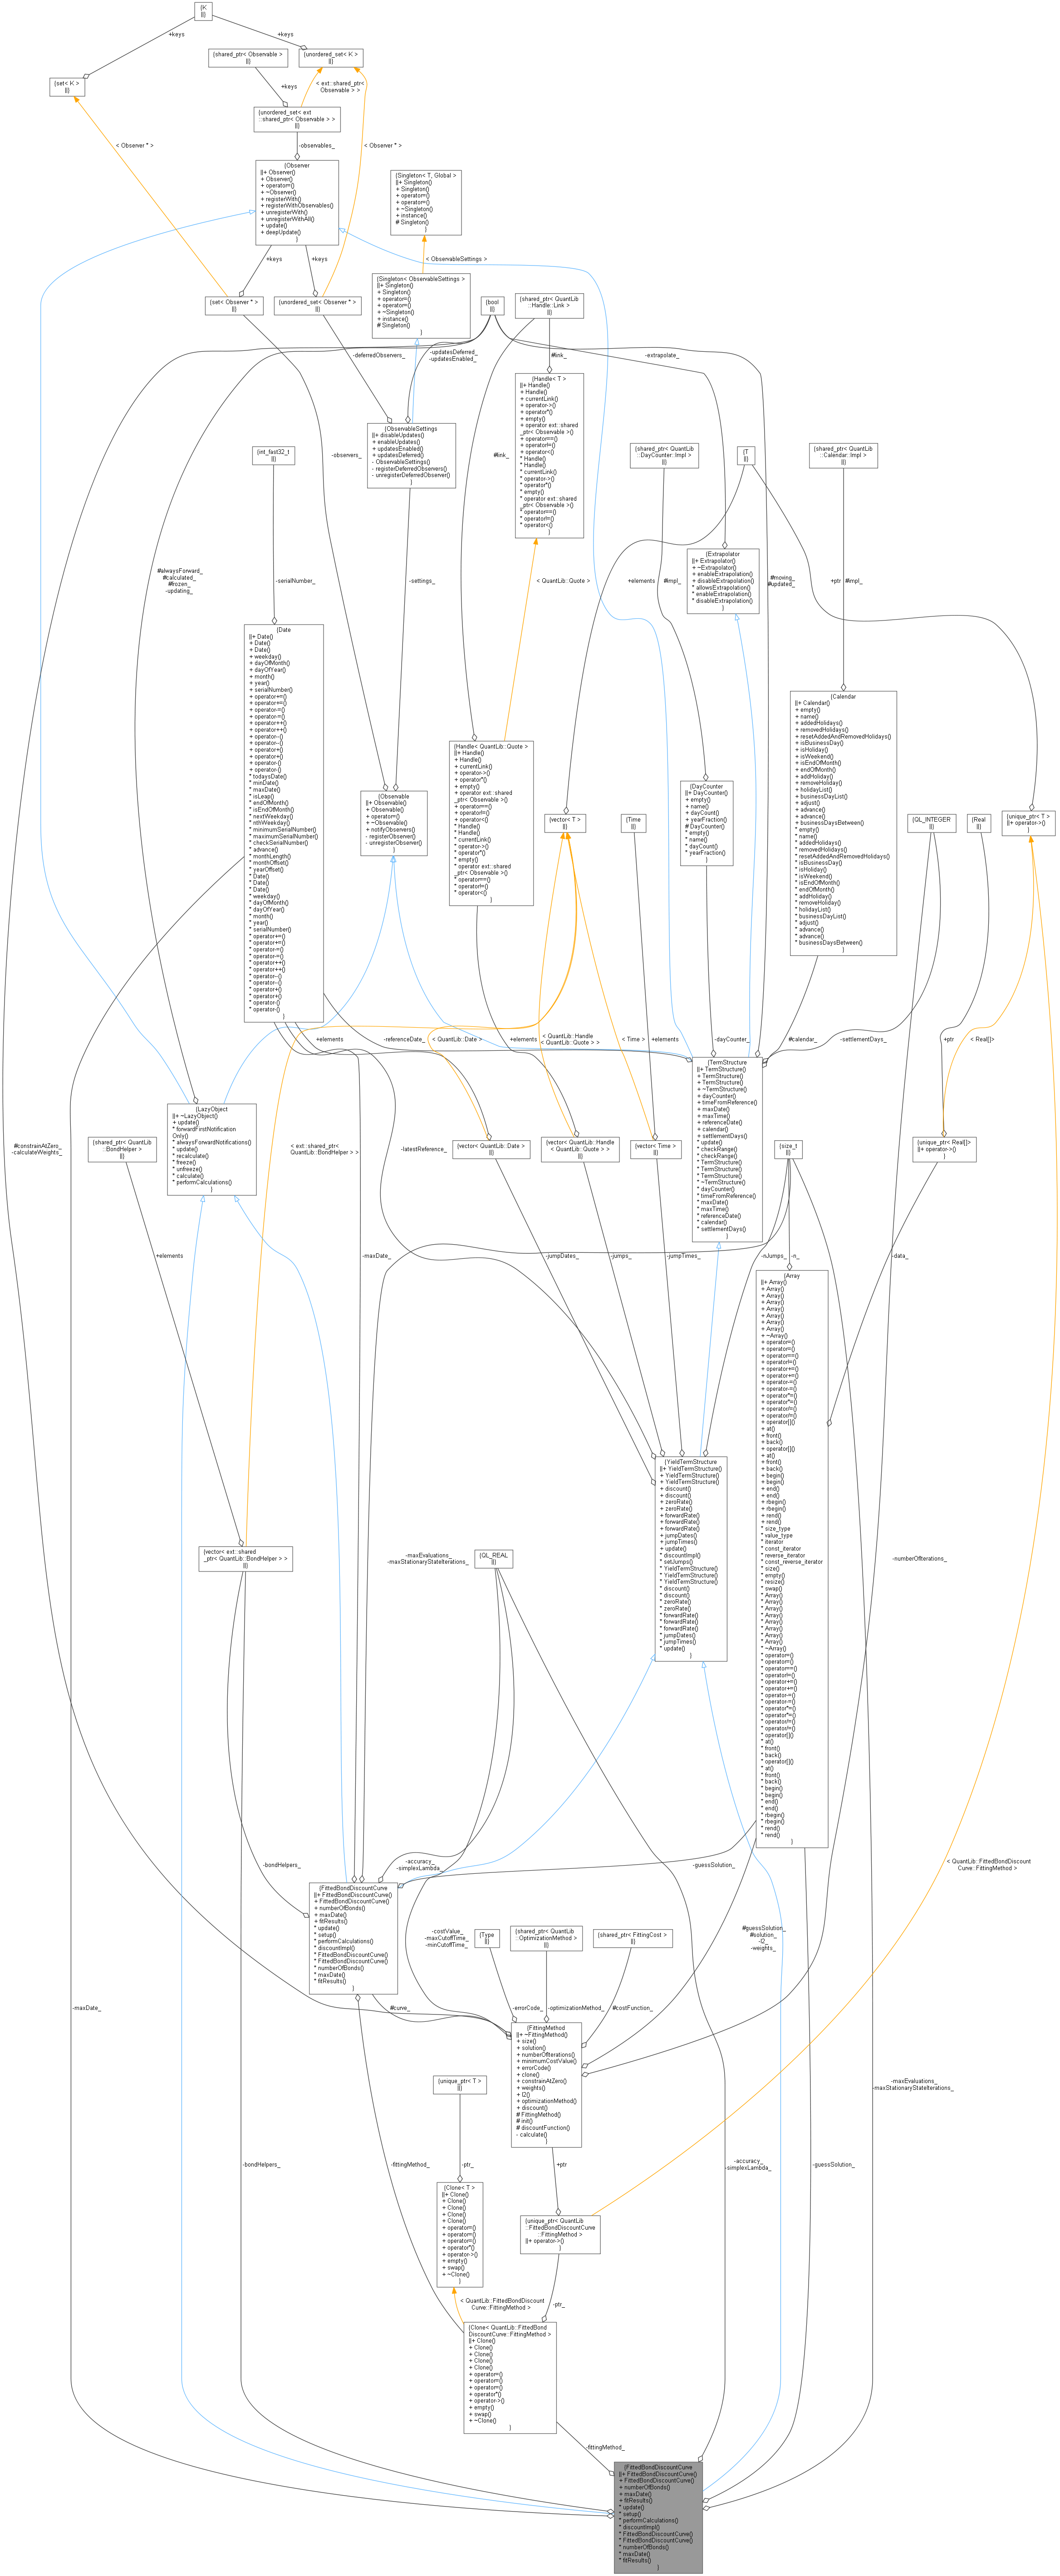 {K
||}
+keys
+keys
{shared_ptr< Observable >
||}
{unordered_set< K >
||}
{set< K >
||}
+keys
< ext::shared_ptr<
Observable > >
{unordered_set< ext
::shared_ptr< Observable > >
||}
< Observer * >
-observables_
< Observer * >
{Observer
||+ Observer()
+ Observer()
+ operator=()
+ ~Observer()
+ registerWith()
+ registerWithObservables()
+ unregisterWith()
+ unregisterWithAll()
+ update()
+ deepUpdate()
}
{Singleton< T, Global >
||+ Singleton()
+ Singleton()
+ operator=()
+ operator=()
+ ~Singleton()
+ instance()
# Singleton()
}
+keys
+keys
< ObservableSettings >
{Singleton< ObservableSettings >
||+ Singleton()
+ Singleton()
+ operator=()
+ operator=()
+ ~Singleton()
+ instance()
# Singleton()
}
{set< Observer * >
||}
{unordered_set< Observer * >
||}
{bool
||}
{shared_ptr< QuantLib
::Handle::Link >
||}
-deferredObservers_
-updatesDeferred_
-updatesEnabled_
#link_
-extrapolate_
{Handle< T >
||+ Handle()
+ Handle()
+ currentLink()
+ operator->()
+ operator*()
+ empty()
+ operator ext::shared
_ptr< Observable >()
+ operator==()
+ operator!=()
+ operator<()
* Handle()
* Handle()
* currentLink()
* operator->()
* operator*()
* empty()
* operator ext::shared
_ptr< Observable >()
* operator==()
* operator!=()
* operator<()
}
{ObservableSettings
||+ disableUpdates()
+ enableUpdates()
+ updatesEnabled()
+ updatesDeferred()
- ObservableSettings()
- registerDeferredObservers()
- unregisterDeferredObserver()
}
{int_fast32_t
||}
-observers_
#link_
{shared_ptr< QuantLib
::DayCounter::Impl >
||}
{T
||}
{shared_ptr< QuantLib
::Calendar::Impl >
||}
{Extrapolator
||+ Extrapolator()
+ ~Extrapolator()
+ enableExtrapolation()
+ disableExtrapolation()
* allowsExtrapolation()
* enableExtrapolation()
* disableExtrapolation()
}
#alwaysForward_
#calculated_
#frozen_
-updating_
-serialNumber_
-settings_
< QuantLib::Quote >
+elements
#impl_
#moving_
#updated_
+ptr
#impl_
{Date
||+ Date()
+ Date()
+ Date()
+ weekday()
+ dayOfMonth()
+ dayOfYear()
+ month()
+ year()
+ serialNumber()
+ operator+=()
+ operator+=()
+ operator-=()
+ operator-=()
+ operator++()
+ operator++()
+ operator--()
+ operator--()
+ operator+()
+ operator+()
+ operator-()
+ operator-()
* todaysDate()
* minDate()
* maxDate()
* isLeap()
* endOfMonth()
* isEndOfMonth()
* nextWeekday()
* nthWeekday()
* minimumSerialNumber()
* maximumSerialNumber()
* checkSerialNumber()
* advance()
* monthLength()
* monthOffset()
* yearOffset()
* Date()
* Date()
* Date()
* weekday()
* dayOfMonth()
* dayOfYear()
* month()
* year()
* serialNumber()
* operator+=()
* operator+=()
* operator-=()
* operator-=()
* operator++()
* operator++()
* operator--()
* operator--()
* operator+()
* operator+()
* operator-()
* operator-()
}
{Calendar
||+ Calendar()
+ empty()
+ name()
+ addedHolidays()
+ removedHolidays()
+ resetAddedAndRemovedHolidays()
+ isBusinessDay()
+ isHoliday()
+ isWeekend()
+ isEndOfMonth()
+ endOfMonth()
+ addHoliday()
+ removeHoliday()
+ holidayList()
+ businessDayList()
+ adjust()
+ advance()
+ advance()
+ businessDaysBetween()
* empty()
* name()
* addedHolidays()
* removedHolidays()
* resetAddedAndRemovedHolidays()
* isBusinessDay()
* isHoliday()
* isWeekend()
* isEndOfMonth()
* endOfMonth()
* addHoliday()
* removeHoliday()
* holidayList()
* businessDayList()
* adjust()
* advance()
* advance()
* businessDaysBetween()
}
{Handle< QuantLib::Quote >
||+ Handle()
+ Handle()
+ currentLink()
+ operator->()
+ operator*()
+ empty()
+ operator ext::shared
_ptr< Observable >()
+ operator==()
+ operator!=()
+ operator<()
* Handle()
* Handle()
* currentLink()
* operator->()
* operator*()
* empty()
* operator ext::shared
_ptr< Observable >()
* operator==()
* operator!=()
* operator<()
}
{Observable
||+ Observable()
+ Observable()
+ operator=()
+ ~Observable()
+ notifyObservers()
- registerObserver()
- unregisterObserver()
}
{DayCounter
||+ DayCounter()
+ empty()
+ name()
+ dayCount()
+ yearFraction()
# DayCounter()
* empty()
* name()
* dayCount()
* yearFraction()
}
{vector< T >
||}
{Time
||}
{QL_INTEGER
||}
{Real
||}
{unique_ptr< T >
||+ operator->()
}
+elements
-referenceDate_
< QuantLib::Date >
+elements
< QuantLib::Handle
< QuantLib::Quote > >
< Time >
+elements
-dayCounter_
#calendar_
-settlementDays_
+ptr
< Real[]>
{TermStructure
||+ TermStructure()
+ TermStructure()
+ TermStructure()
+ ~TermStructure()
+ dayCounter()
+ timeFromReference()
+ maxDate()
+ maxTime()
+ referenceDate()
+ calendar()
+ settlementDays()
* update()
* checkRange()
* checkRange()
* TermStructure()
* TermStructure()
* TermStructure()
* ~TermStructure()
* dayCounter()
* timeFromReference()
* maxDate()
* maxTime()
* referenceDate()
* calendar()
* settlementDays()
}
{LazyObject
||+ ~LazyObject()
+ update()
* forwardFirstNotification
Only()
* alwaysForwardNotifications()
* update()
* recalculate()
* freeze()
* unfreeze()
* calculate()
* performCalculations()
}
{shared_ptr< QuantLib
::BondHelper >
||}
#constrainAtZero_
-calculateWeights_
< ext::shared_ptr<
QuantLib::BondHelper > >
-latestReference_
{vector< QuantLib::Date >
||}
{vector< QuantLib::Handle
< QuantLib::Quote > >
||}
{vector< Time >
||}
{size_t
||}
{unique_ptr< Real[]>
||+ operator->()
}
+elements
-maxDate_
-jumpDates_
-jumps_
-jumpTimes_
-nJumps_
-n_
-data_
{Array
||+ Array()
+ Array()
+ Array()
+ Array()
+ Array()
+ Array()
+ Array()
+ Array()
+ ~Array()
+ operator=()
+ operator=()
+ operator==()
+ operator!=()
+ operator+=()
+ operator+=()
+ operator-=()
+ operator-=()
+ operator*=()
+ operator*=()
+ operator/=()
+ operator/=()
+ operator[]()
+ at()
+ front()
+ back()
+ operator[]()
+ at()
+ front()
+ back()
+ begin()
+ begin()
+ end()
+ end()
+ rbegin()
+ rbegin()
+ rend()
+ rend()
* size_type
* value_type
* iterator
* const_iterator
* reverse_iterator
* const_reverse_iterator
* size()
* empty()
* resize()
* swap()
* Array()
* Array()
* Array()
* Array()
* Array()
* Array()
* Array()
* Array()
* ~Array()
* operator=()
* operator=()
* operator==()
* operator!=()
* operator+=()
* operator+=()
* operator-=()
* operator-=()
* operator*=()
* operator*=()
* operator/=()
* operator/=()
* operator[]()
* at()
* front()
* back()
* operator[]()
* at()
* front()
* back()
* begin()
* begin()
* end()
* end()
* rbegin()
* rbegin()
* rend()
* rend()
}
{YieldTermStructure
||+ YieldTermStructure()
+ YieldTermStructure()
+ YieldTermStructure()
+ discount()
+ discount()
+ zeroRate()
+ zeroRate()
+ forwardRate()
+ forwardRate()
+ forwardRate()
+ jumpDates()
+ jumpTimes()
+ update()
* discountImpl()
* setJumps()
* YieldTermStructure()
* YieldTermStructure()
* YieldTermStructure()
* discount()
* discount()
* zeroRate()
* zeroRate()
* forwardRate()
* forwardRate()
* forwardRate()
* jumpDates()
* jumpTimes()
* update()
}
{vector< ext::shared
_ptr< QuantLib::BondHelper > >
||}
-maxEvaluations_
-maxStationaryStateIterations_
{QL_REAL
||}
-numberOfIterations_
-bondHelpers_
-accuracy_
-simplexLambda_
-guessSolution_
< QuantLib::FittedBondDiscount
Curve::FittingMethod >
{FittedBondDiscountCurve
||+ FittedBondDiscountCurve()
+ FittedBondDiscountCurve()
+ numberOfBonds()
+ maxDate()
+ fitResults()
* update()
* setup()
* performCalculations()
* discountImpl()
* FittedBondDiscountCurve()
* FittedBondDiscountCurve()
* numberOfBonds()
* maxDate()
* fitResults()
}
-costValue_
-maxCutoffTime_
-minCutoffTime_
{Type
||}
{shared_ptr< QuantLib
::OptimizationMethod >
||}
{shared_ptr< FittingCost >
||}
#guessSolution_
#solution_
-l2_
-weights_
-maxDate_
#curve_
-errorCode_
-optimizationMethod_
#costFunction_
{FittingMethod
||+ ~FittingMethod()
+ size()
+ solution()
+ numberOfIterations()
+ minimumCostValue()
+ errorCode()
+ clone()
+ constrainAtZero()
+ weights()
+ l2()
+ optimizationMethod()
+ discount()
# FittingMethod()
# init()
# discountFunction()
- calculate()
}
{unique_ptr< T >
||}
-maxEvaluations_
-maxStationaryStateIterations_
-bondHelpers_
-fittingMethod_
-ptr_
+ptr
-accuracy_
-simplexLambda_
-guessSolution_
{Clone< T >
||+ Clone()
+ Clone()
+ Clone()
+ Clone()
+ Clone()
+ operator=()
+ operator=()
+ operator=()
+ operator*()
+ operator->()
+ empty()
+ swap()
+ ~Clone()
}
{unique_ptr< QuantLib
::FittedBondDiscountCurve
::FittingMethod >
||+ operator->()
}
< QuantLib::FittedBondDiscount
Curve::FittingMethod >
-ptr_
{Clone< QuantLib::FittedBond
DiscountCurve::FittingMethod >
||+ Clone()
+ Clone()
+ Clone()
+ Clone()
+ Clone()
+ operator=()
+ operator=()
+ operator=()
+ operator*()
+ operator->()
+ empty()
+ swap()
+ ~Clone()
}
-fittingMethod_
{FittedBondDiscountCurve
||+ FittedBondDiscountCurve()
+ FittedBondDiscountCurve()
+ numberOfBonds()
+ maxDate()
+ fitResults()
* update()
* setup()
* performCalculations()
* discountImpl()
* FittedBondDiscountCurve()
* FittedBondDiscountCurve()
* numberOfBonds()
* maxDate()
* fitResults()
}